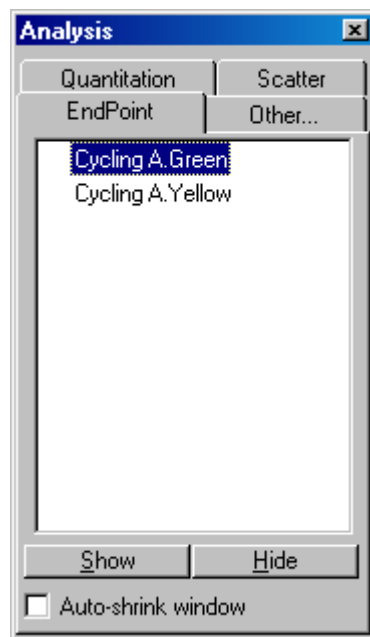 Analysis
Quantitation Scatter
EndPoint Other...
Cycling A.Green
Cycling A.Yellow
Show Hide
Auto-shrink window